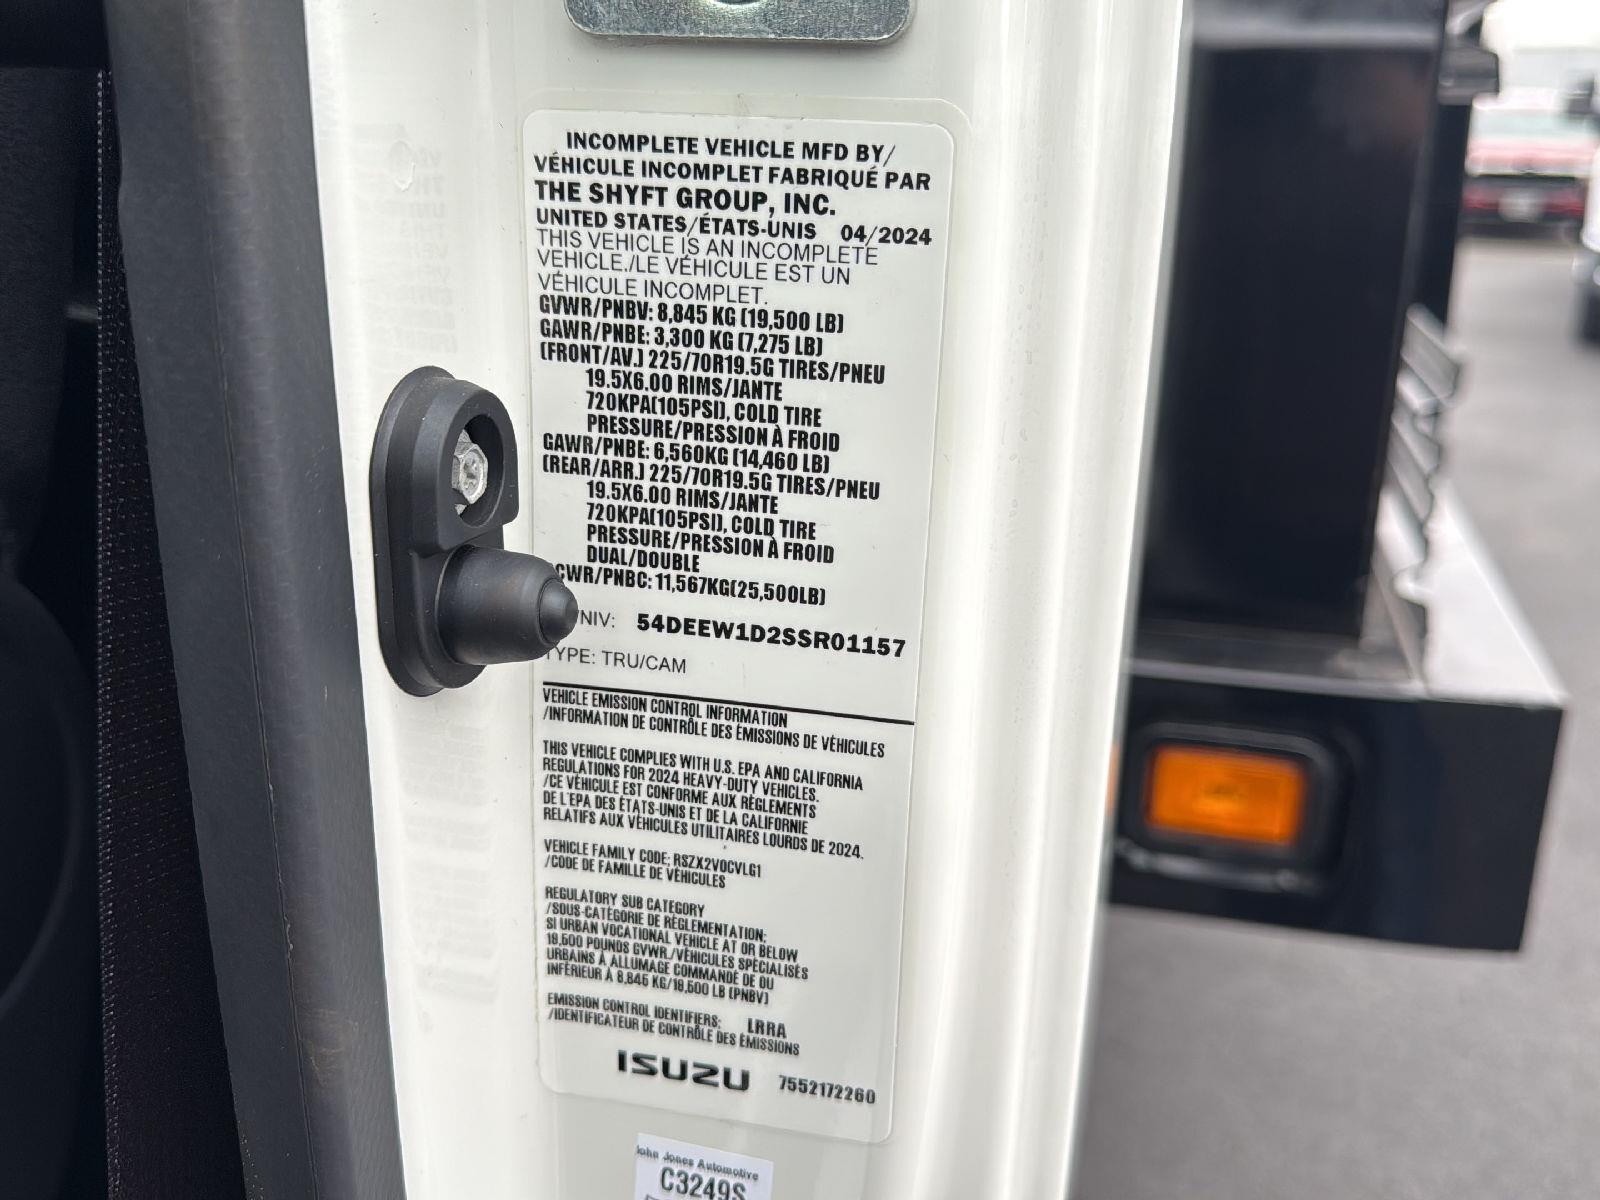 INCOMPLETE VEHICLE MFD BY/
VÉHICULE INCOMPLET FABRIQUÉ PAR
THE SHYFT GROUP, INC.
UNITED STATES/ÉTATS-UNIS 04/2024
THIS VEHICLE IS AN INCOMPLETE
VEHICLE./LE VÉHICULE EST UN
VÉHICULE INCOMPLET.
GVWR/PNBV: 8,845 KG (19,500 LB)
GAWR/PNBE: 3,300 KG (7,275 LB)
(FRONT/AV.) 225/70R19.5G TIRES/PNEU
19.5X6.00 RIMS/JANTE
720KPA(105PSI), COLD TIRE
PRESSURE/PRESSION À FROID
GAWR/PNBE: 6,560KG (14,460 LB)
(REAR/ARR.) 225/70R19.5G TIRES/PNEU
19.5X6.00 RIMS/JANTE
720KPA(105PSI), COLD TIRE
PRESSURE/PRESSION À FROID
DUAL/DOUBLE
CWR/PNBC: 11,567KG(25,500LB)
/NIV: 54DEEW1D2SSR01157
TYPE: TRU/CAM
VEHICLE EMISSION CONTROL INFORMATION
/INFORMATION DE CONTRÔLE DES ÉMISSIONS DE VÉHICULES
THIS VEHICLE COMPLIES WITH U.S. EPA AND CALIFORNIA
REGULATIONS FOR 2024 HEAVY-DUTY VEHICLES.
/CE VÉHICULE EST CONFORME AUX RÈGLEMENTS
DE L'EPA DES ÉTATS-UNIS ET DE LA CALIFORNIE
RELATIFS AUX VÉHICULES UTILITAIRES LOURDS DE 2024.
VEHICLE FAMILY CODE: RSZX2VOCVLG1
/CODE DE FAMILLE DE VÉHICULES
REGULATORY SUB CATEGORY
/SOUS-CATÉGORIE DE RÈGLEMENTATION:
SI URBAN VOCATIONAL VEHICLE AT OR BELOW
19,500 POUNDS GVWR./VÉHICULES SPÉCIALISÉS
URBAINS À ALLUMAGE COMMANDÉ DE OU
INFÉRIEUR À 8,845 KG/19,500 LB (PNBV)
EMISSION CONTROL IDENTIFIERS: LRRA
/IDENTIFICATEUR DE CONTRÔLE DES ÉMISSIONS
ISUZU 7552172260
John Jones Automotive
C3249S